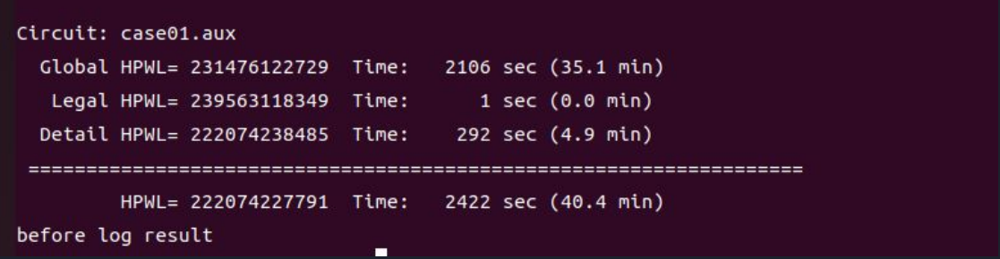 Circuit: case01.aux
Global HPWL= 231476122729 Time: 2106 sec (35.1 min)
Legal HPWL= 239563118349 Time: 1 sec (0.0 min)
Detail HPWL= 222074238485 Time: 292 sec (4.9 min)
===================================================================
HPWL= 222074227791 Time: 2422 sec (40.4 min)
before log result